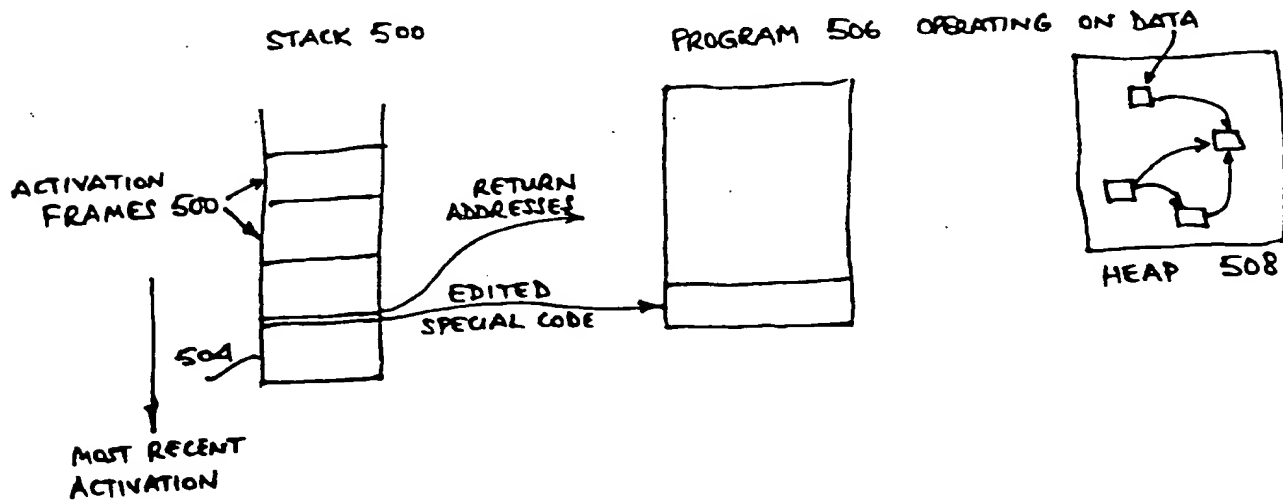 STACK 500
PROGRAM 506 OPERATING ON DATA
ACTIVATION
FRAMES 500
RETURN
ADDRESSES
HEAP 508
EDITED
SPECIAL CODE
504
MOST RECENT
ACTIVATION